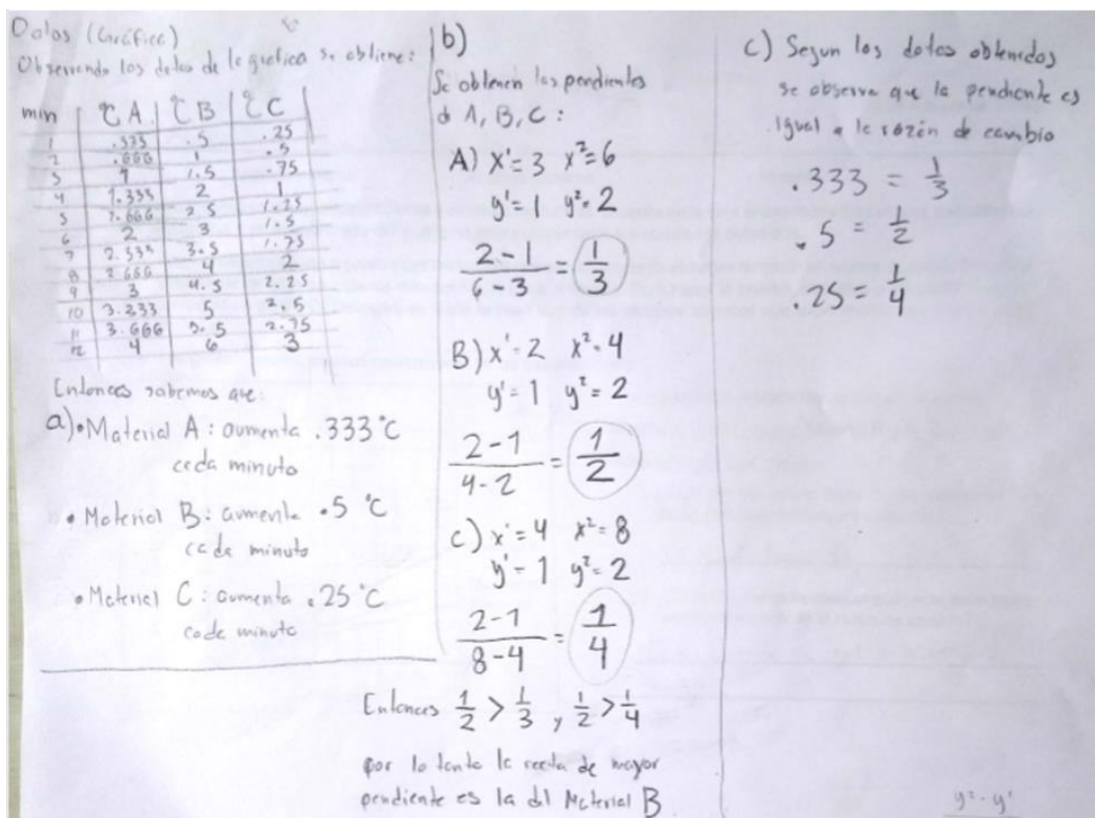 Datos (Gráfica)
Observando los datos de la gráfica se obtiene:
min °C A °C B °C C
1 .333 .5 .25
2 .666 1 .5
3 1 1.5 .75
4 1.333 2 1
5 1.666 2.5 1.25
6 2 3 1.5
7 2.333 3.5 1.75
8 2.666 4 2
9 3 4.5 2.25
10 3.333 5 2.5
11 3.666 5.5 2.75
12 4 6 3
Entonces sabemos que:
a) • Material A: aumenta .333 °C
cada minuto
• Material B: aumenta .5 °C
cada minuto
• Material C: aumenta .25 °C
cada minuto
b)
Se obtienen las pendientes
d A, B, C:
A) x' = 3 x² = 6
y' = 1 y² = 2
2 - 1 / 6 - 3 = 1/3
B) x' = 2 x² = 4
y' = 1 y² = 2
2 - 1 / 4 - 2 = 1/2
C) x' = 4 x² = 8
y' = 1 y² = 2
2 - 1 / 8 - 4 = 1/4
Entonces 1/2 > 1/3 , 1/2 > 1/4
por lo tanto la recta de mayor
pendiente es la del Material B
c) Segun los datos obtenidos
se observa que la pendiente es
igual a la razón de cambio
.333 = 1/3
.5 = 1/2
.25 = 1/4
y² - y'